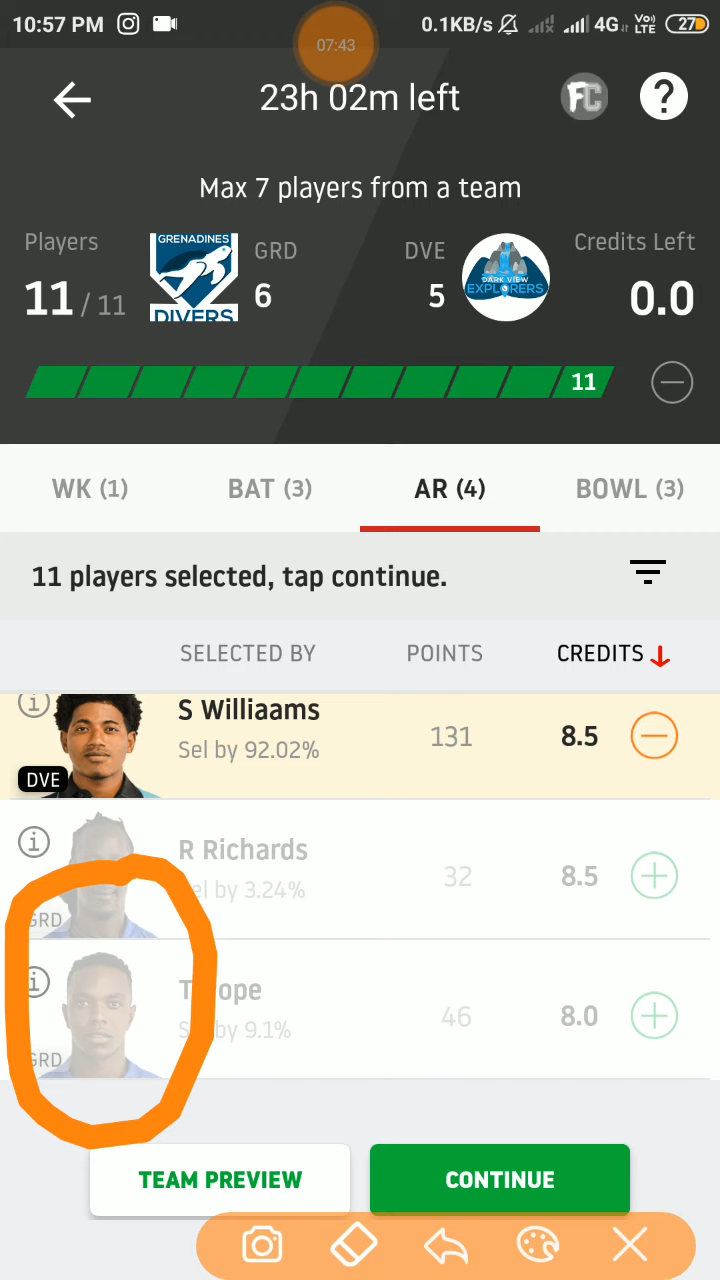 10:57 PM 0.1KB/s 4G Vo) LTE 27
07:43
23h 02m left FC ?
Max 7 players from a team
Players GRENADINES DIVERS GRD DVE DARK VIEW EXPLORERS Credits Left
11 / 11 6 5 0.0
11
WK (1) BAT (3) AR (4) BOWL (3)
11 players selected, tap continue.
SELECTED BY POINTS CREDITS
i S Williaams
Sel by 92.02% 131 8.5
DVE
i R Richards
Sel by 3.24% 32 8.5
GRD
i
Sel by 9.1% 46 8.0
GRD
TEAM PREVIEW CONTINUE